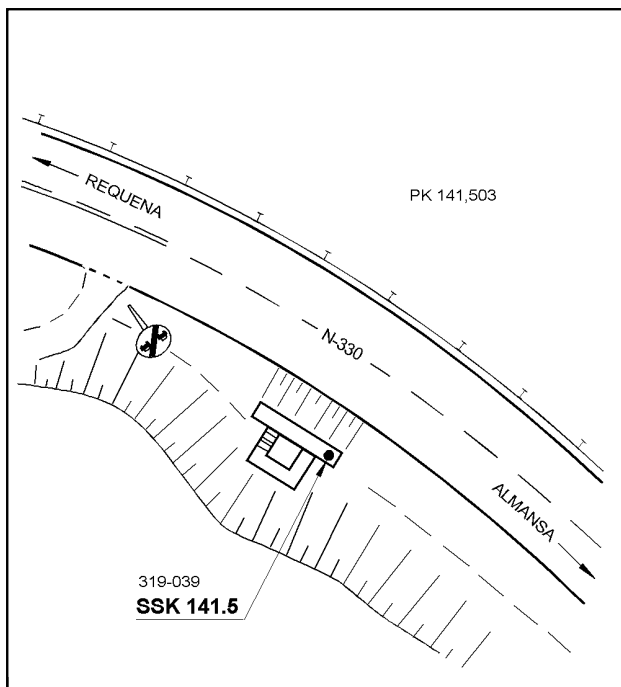 REQUENA
PK 141,503
N-330
ALMANSA
319-039
SSK 141.5